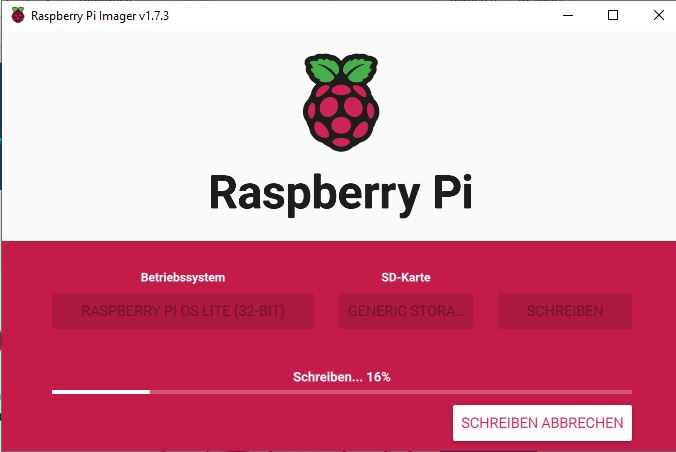 Raspberry Pi Imager v1.7.3
Raspberry Pi
Betriebssystem
SD-Karte
RASPBERRY PI OS LITE (32-BIT)
GENERIC STORA...
SCHREIBEN
Schreiben... 16%
SCHREIBEN ABBRECHEN